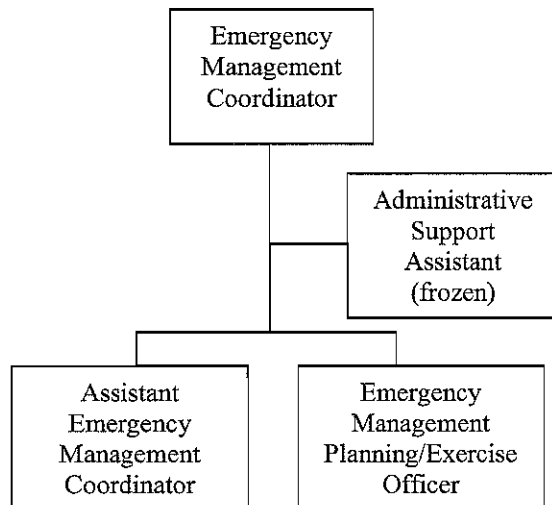 Emergency
Management
Coordinator
Administrative
Support
Assistant
(frozen)
Assistant
Emergency
Management
Coordinator
Emergency
Management
Planning/Exercise
Officer